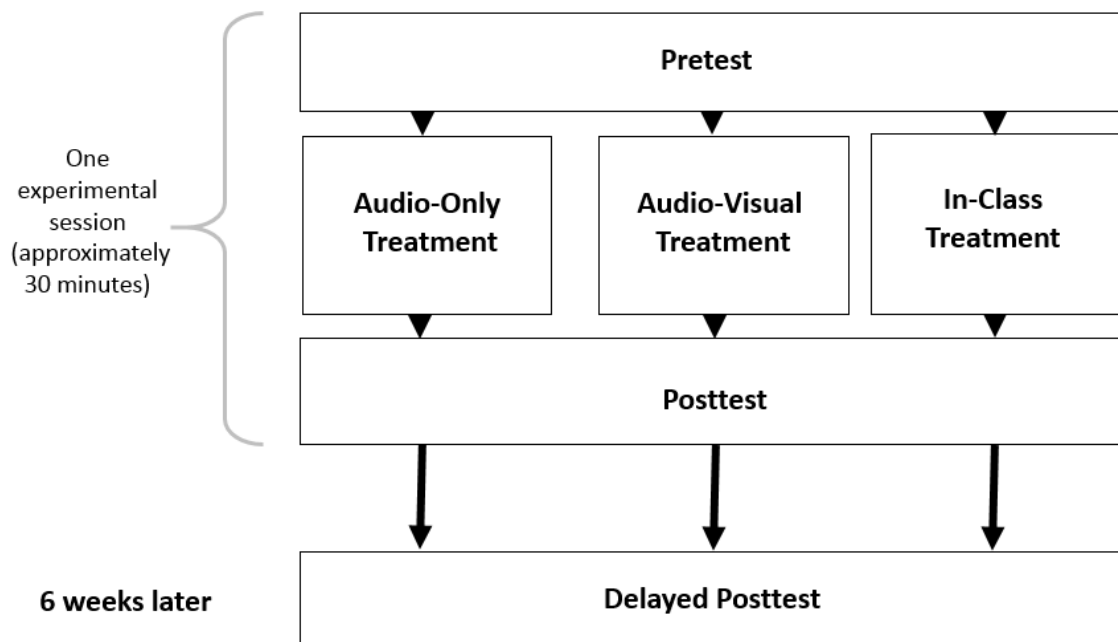 Pretest
One
experimental
session
(approximately
30 minutes)
Audio-Only
Treatment
Audio-Visual
Treatment
In-Class
Treatment
Posttest
6 weeks later
Delayed Posttest